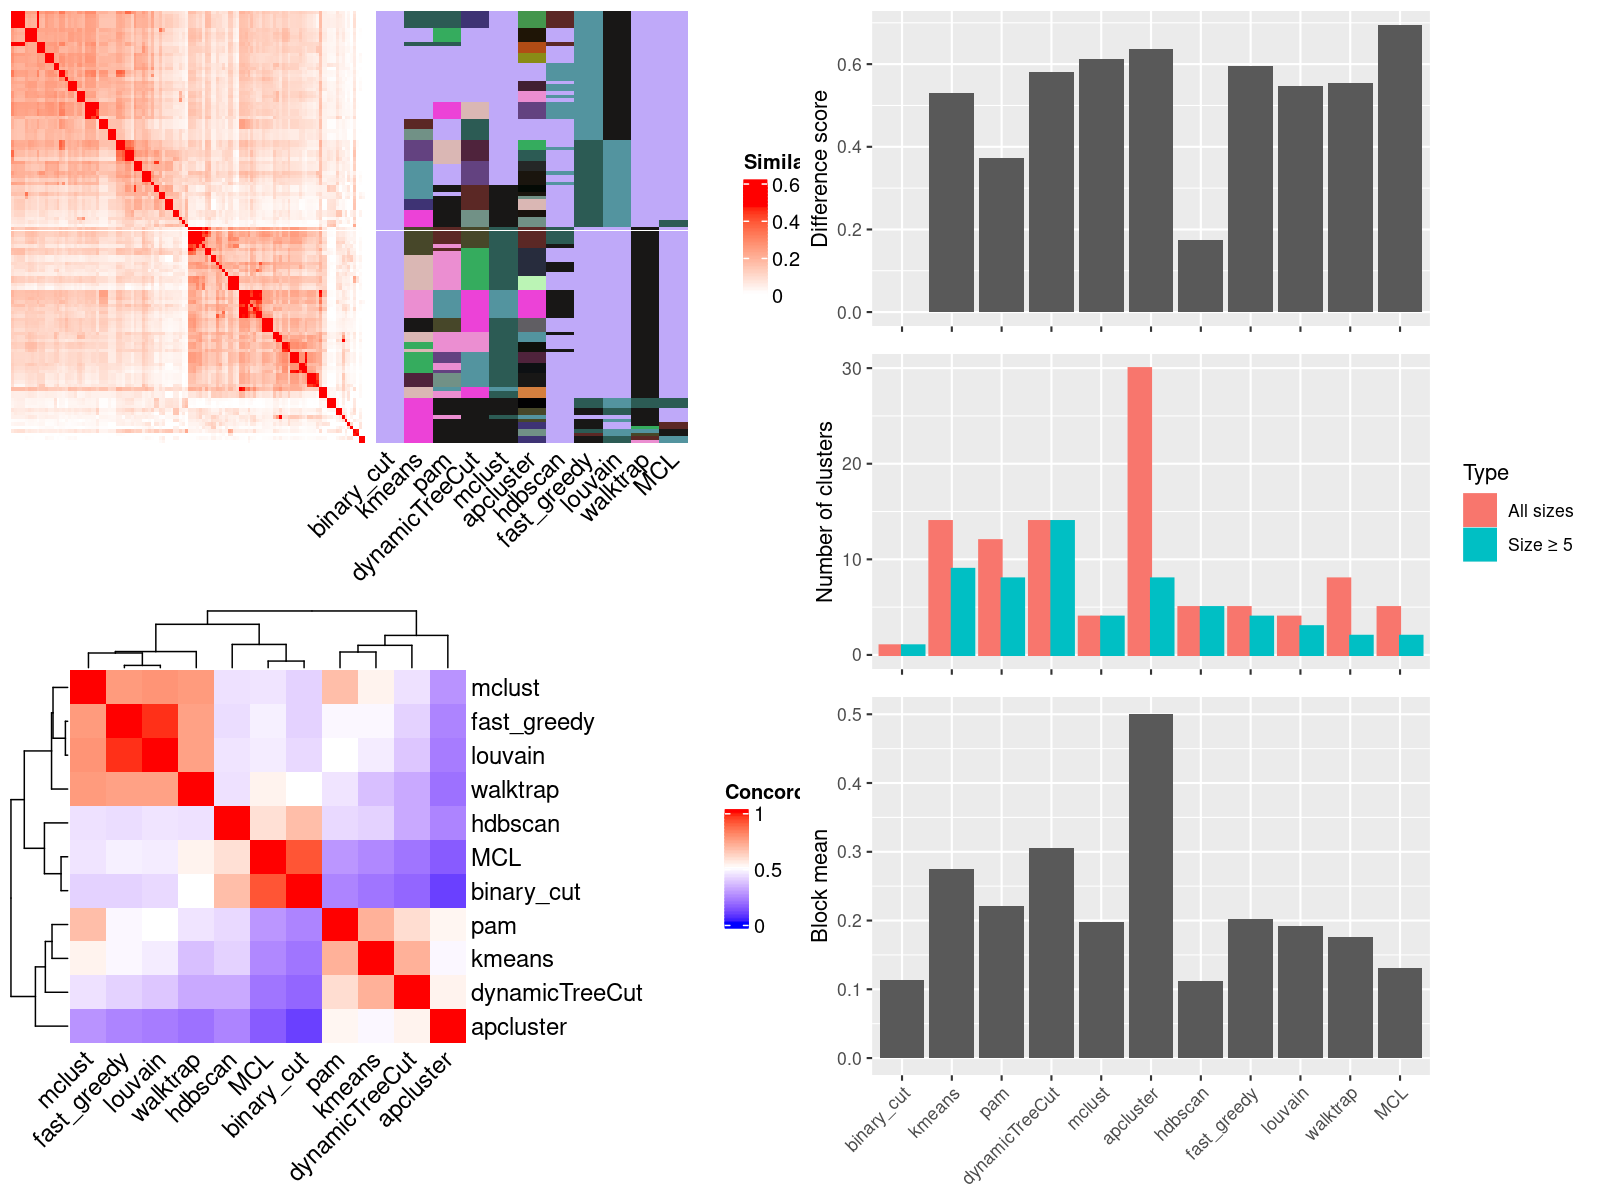 Simila
0.6
0.4
0.2
0
binary_cut
kmeans
pam
dynamicTreeCut
mclust
apcluster
hdbscan
fast_greedy
louvain
walktrap
MCL
mclust
fast_greedy
louvain
walktrap
hdbscan
MCL
binary_cut
pam
kmeans
dynamicTreeCut
apcluster
Concord
1
0.5
0
mclust
fast_greedy
louvain
walktrap
hdbscan
MCL
binary_cut
pam
kmeans
dynamicTreeCut
apcluster
Difference score
0.6
0.4
0.2
0.0
Number of clusters
30
20
10
0
Type
All sizes
Size ≥ 5
Block mean
0.5
0.4
0.3
0.2
0.1
0.0
binary_cut
kmeans
pam
dynamicTreeCut
mclust
apcluster
hdbscan
fast_greedy
louvain
walktrap
MCL